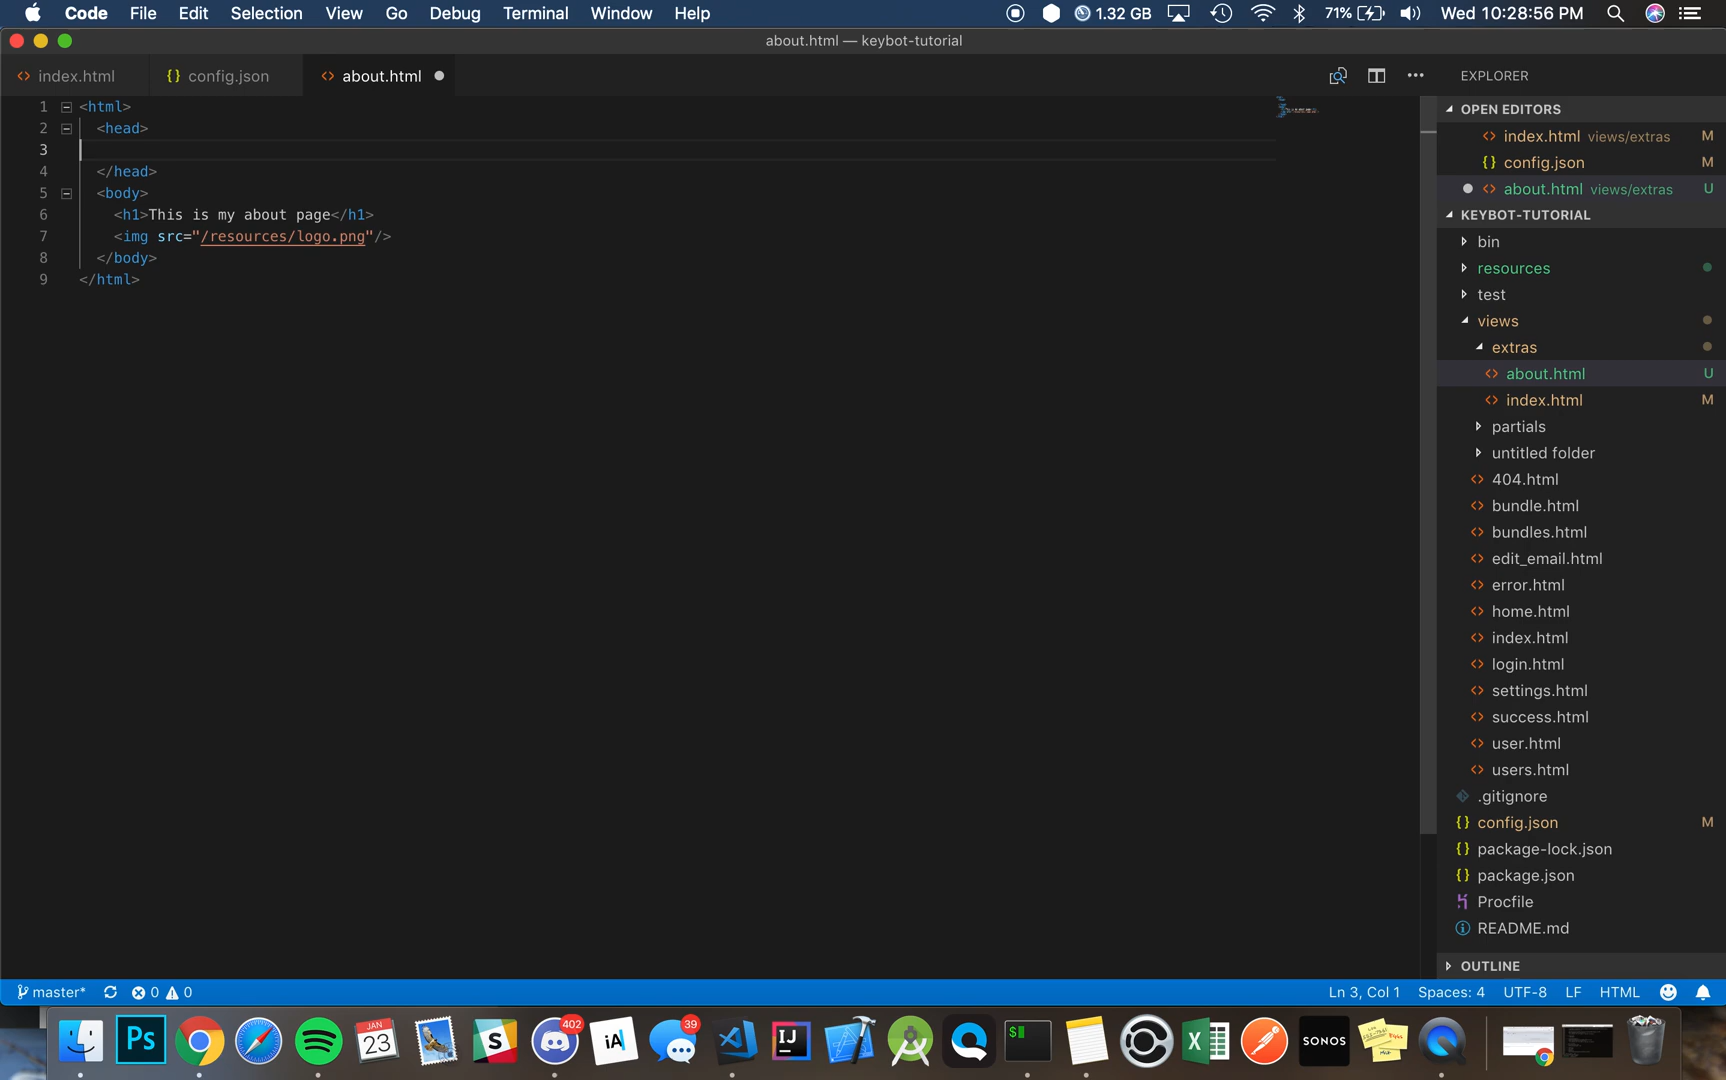 Code File Edit Selection View Go Debug Terminal Window Help 1.32 GB 71% Wed 10:28:56 PM
about.html — keybot-tutorial
index.html config.json about.html
1 <html>
2 <head>
3
4 </head>
5 <body>
6 <h1>This is my about page</h1>
7 <img src="/resources/logo.png"/>
8 </body>
9 </html>
EXPLORER
OPEN EDITORS
index.html views/extras M
config.json M
about.html views/extras U
KEYBOT-TUTORIAL
bin
resources
test
views
extras
about.html U
index.html M
partials
untitled folder
404.html
bundle.html
bundles.html
edit_email.html
error.html
home.html
index.html
login.html
settings.html
success.html
user.html
users.html
.gitignore
config.json M
package-lock.json
package.json
Procfile
README.md
OUTLINE
master* 0 0 Ln 3, Col 1 Spaces: 4 UTF-8 LF HTML
Ps JAN 23 S 402 iA 39 IJ $ X SONOS